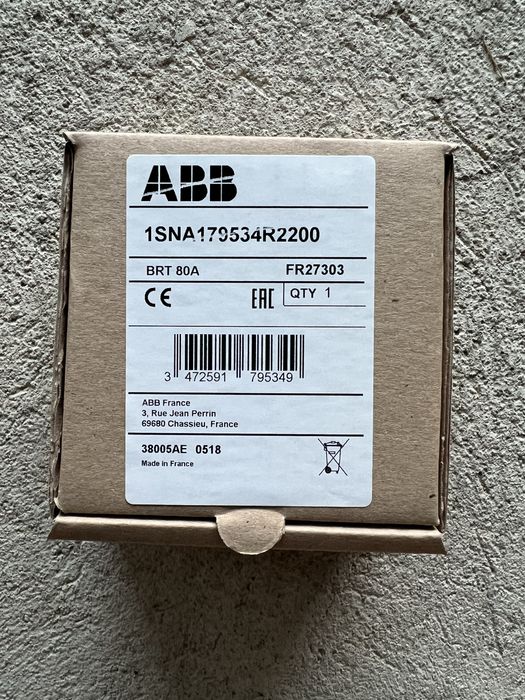 ABB
1SNA179534R2200
BRT 80A FR27303
CE EAC QTY 1
3 472591 795349
ABB France
3, Rue Jean Perrin
69680 Chassieu, France
38005AE 0518
Made in France